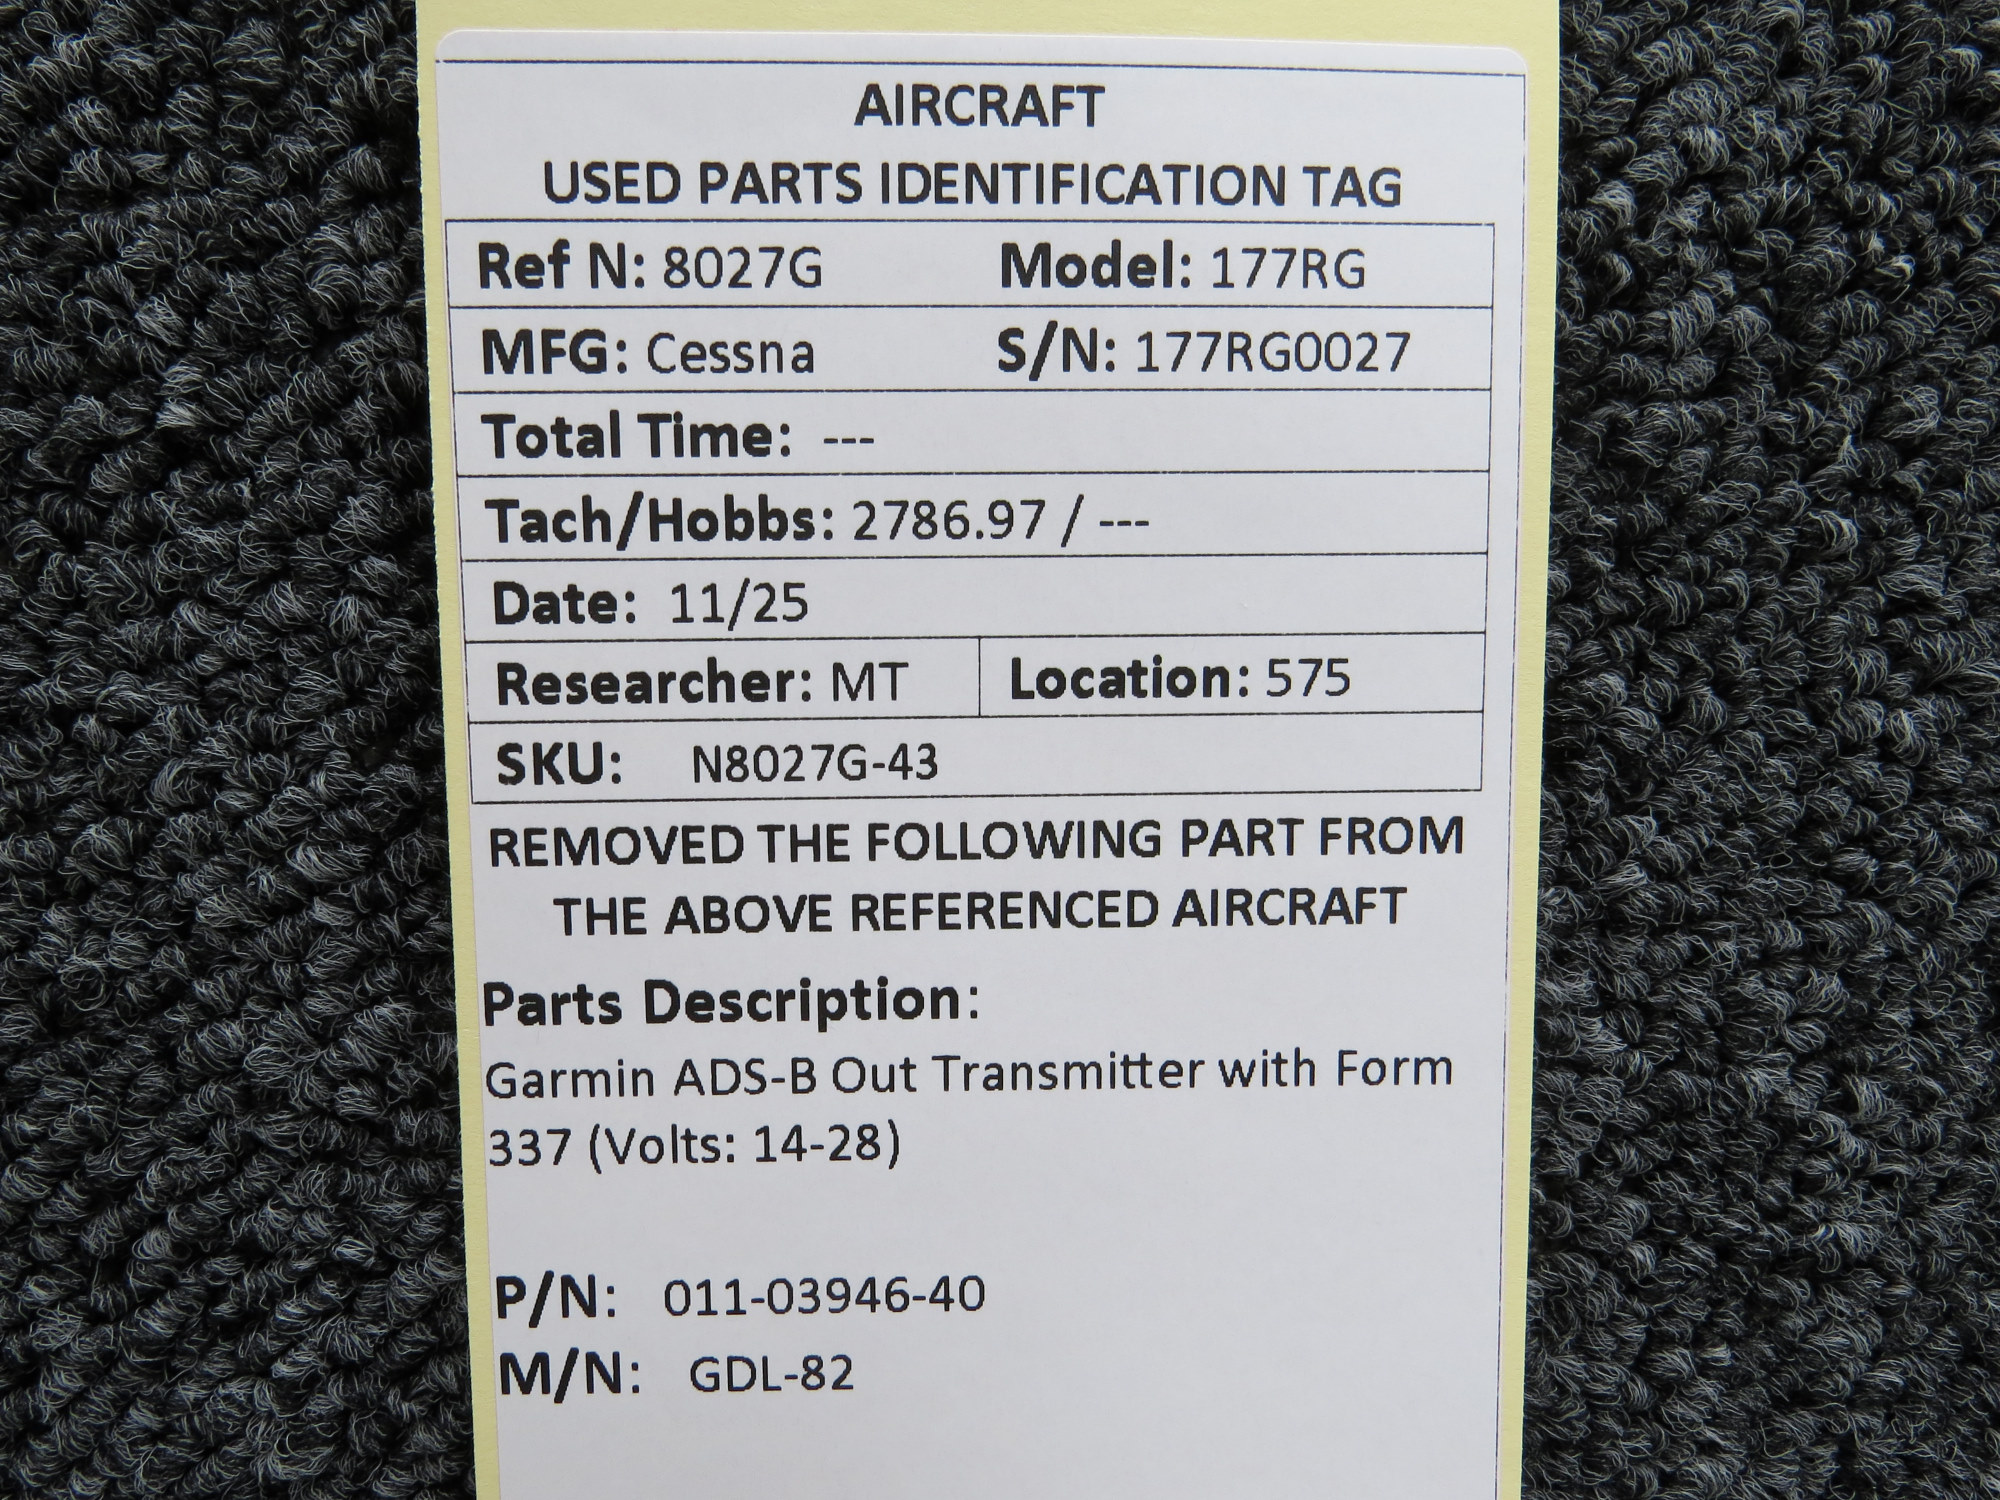 AIRCRAFT
USED PARTS IDENTIFICATION TAG
Ref N: 8027G Model: 177RG
MFG: Cessna S/N: 177RG0027
Total Time: ---
Tach/Hobbs: 2786.97 / ---
Date: 11/25
Researcher: MT Location: 575
SKU: N8027G-43
REMOVED THE FOLLOWING PART FROM
THE ABOVE REFERENCED AIRCRAFT
Parts Description:
Garmin ADS-B Out Transmitter with Form
337 (Volts: 14-28)
P/N: 011-03946-40
M/N: GDL-82